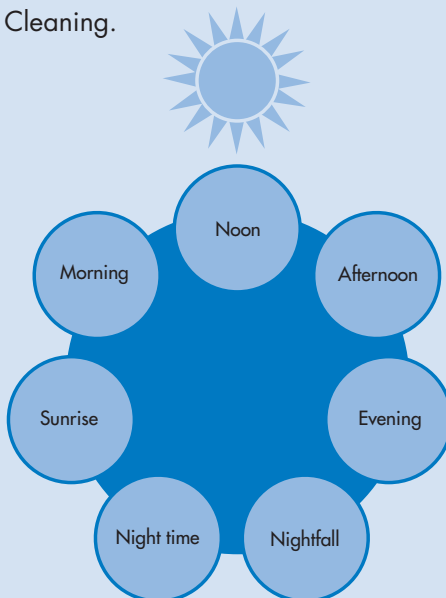 Cleaning.
Noon
Morning
Afternoon
Sunrise
Evening
Night time
Nightfall